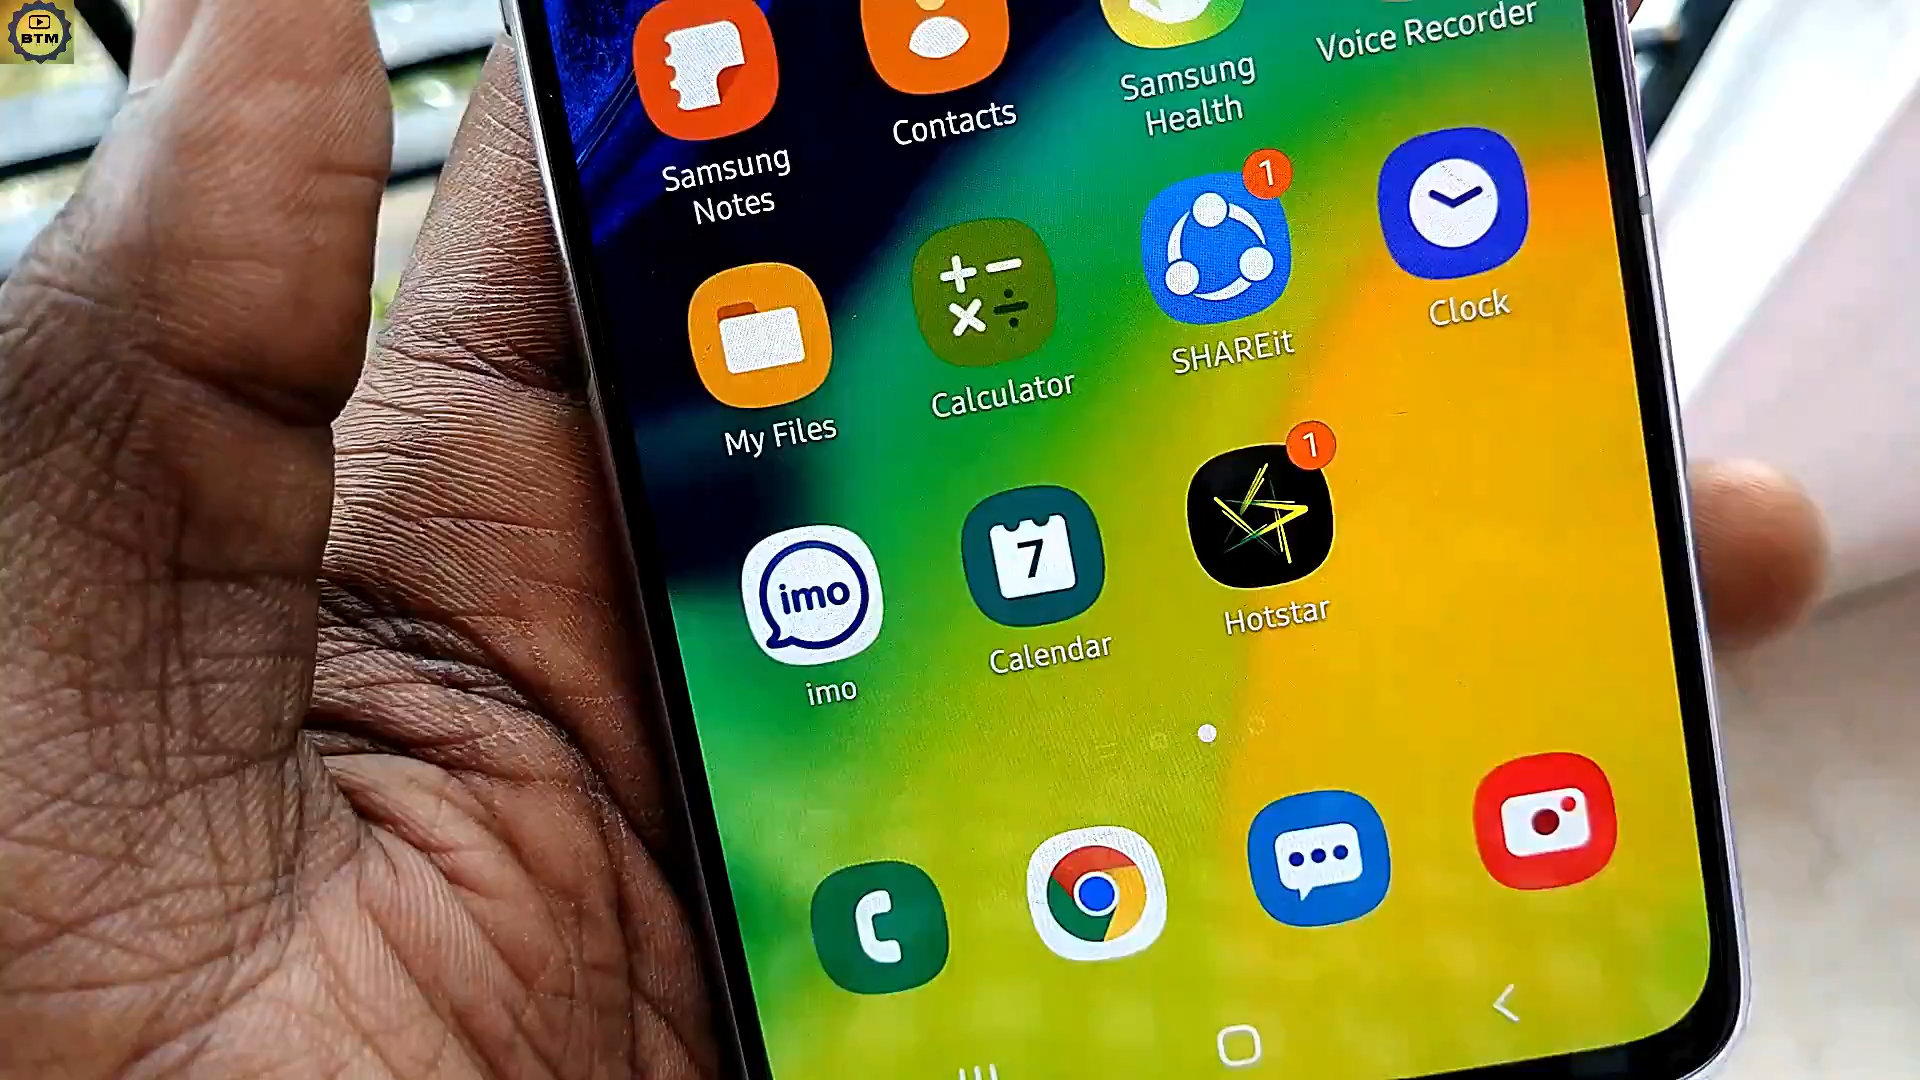 BTM
Samsung
Notes
Contacts
Samsung
Health
Voice Recorder
My Files
Calculator
1
SHAREit
Clock
imo
imo
7
Calendar
1
Hotstar